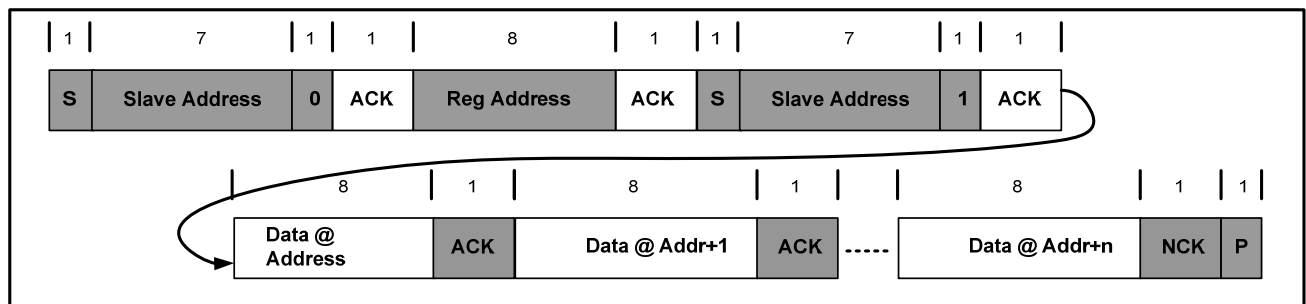 1 7 1 1 8 1 1 7 1 1
S Slave Address 0 ACK Reg Address ACK S Slave Address 1 ACK
8 1 8 1 8 1 1
Data @
Address ACK Data @ Addr+1 ACK ----- Data @ Addr+n NCK P